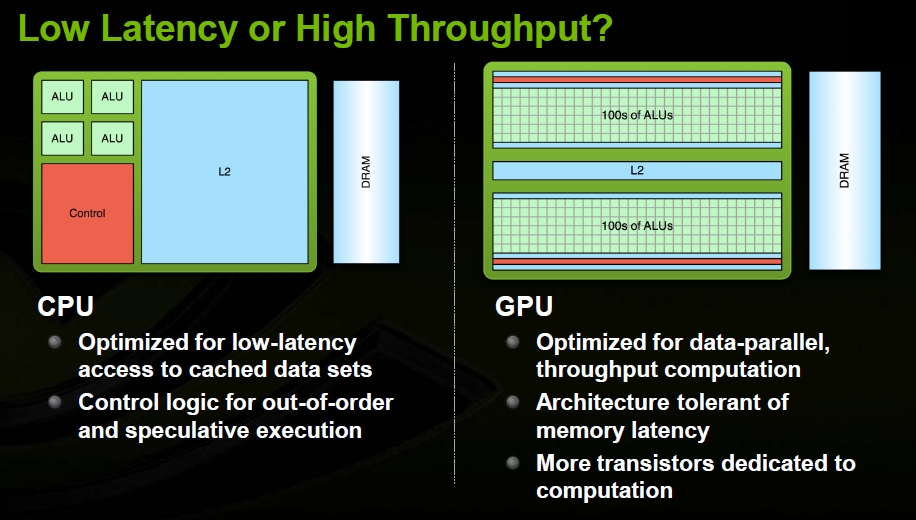 Low Latency or High Throughput?
ALU
ALU
ALU
ALU
Control
L2
DRAM
100s of ALUs
L2
100s of ALUs
DRAM
CPU
Optimized for low-latency
access to cached data sets
Control logic for out-of-order
and speculative execution
GPU
Optimized for data-parallel,
throughput computation
Architecture tolerant of
memory latency
More transistors dedicated to
computation